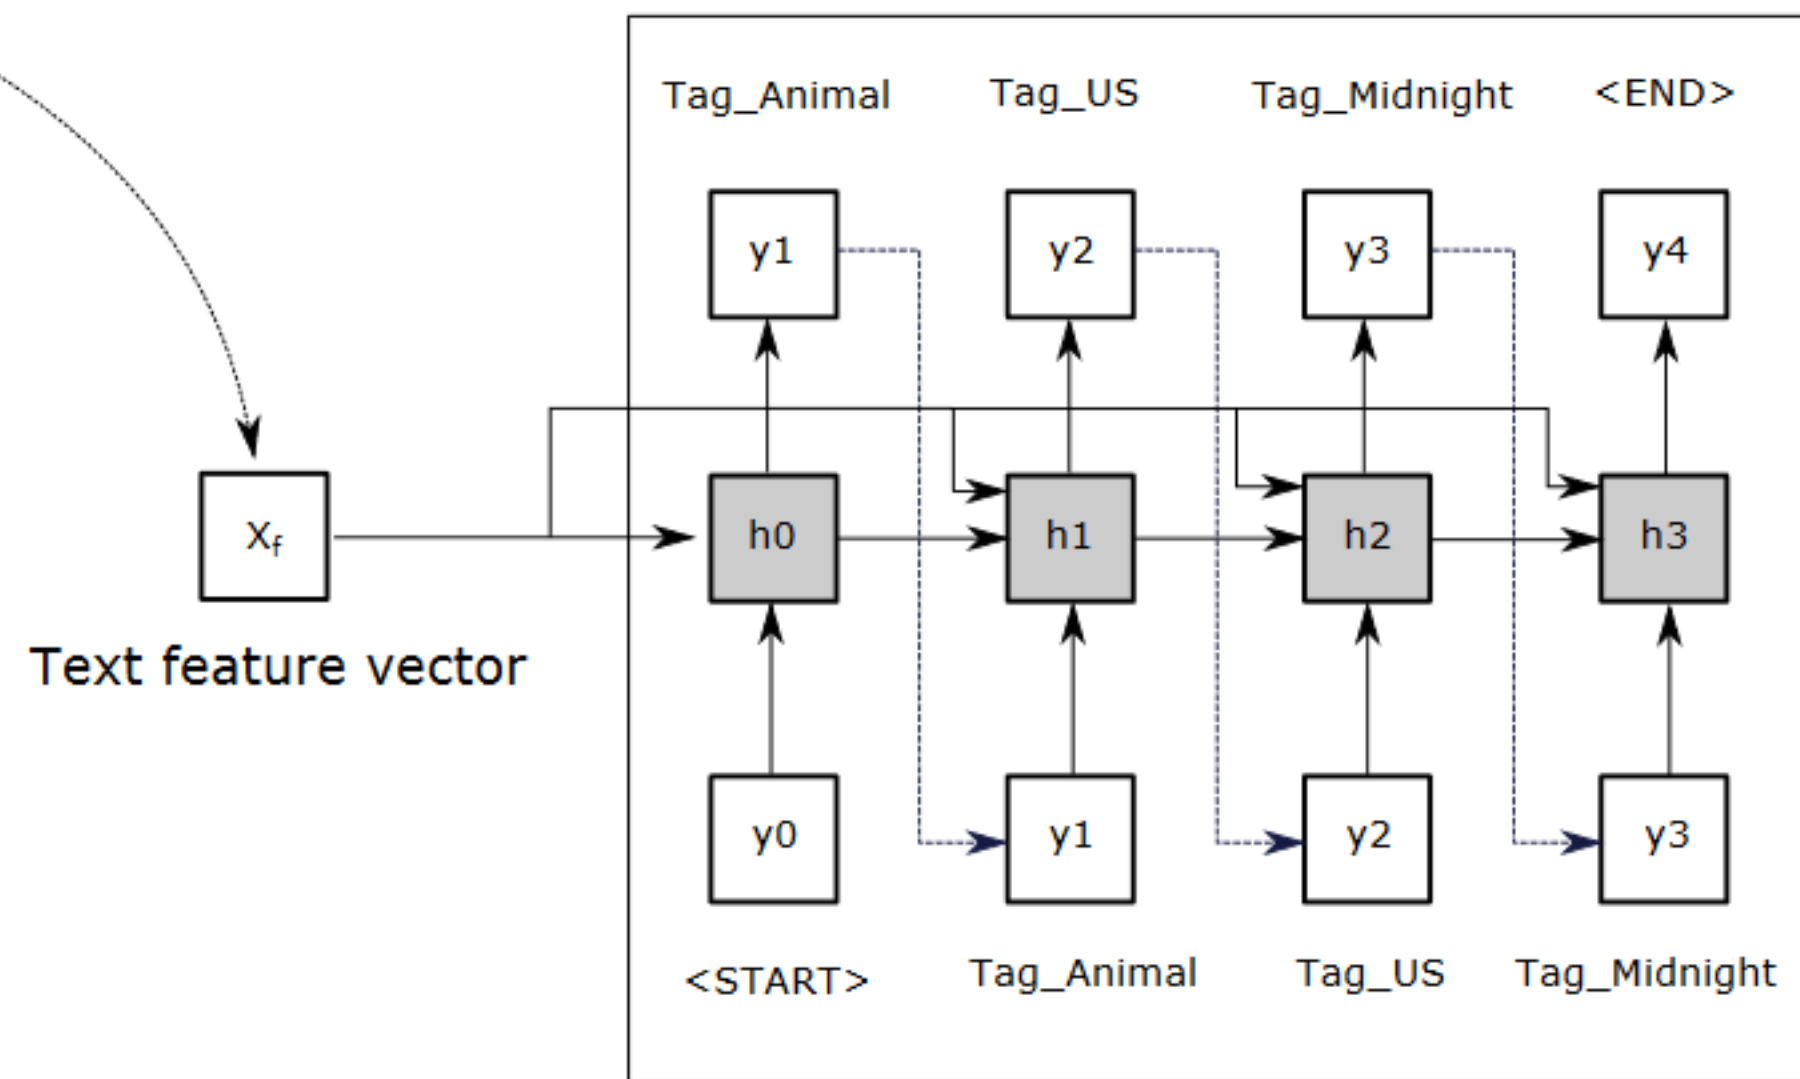 Tag_Animal Tag_US Tag_Midnight <END>
y1 y2 y3 y4
Xf h0 h1 h2 h3
Text feature vector
y0 y1 y2 y3
<START> Tag_Animal Tag_US Tag_Midnight